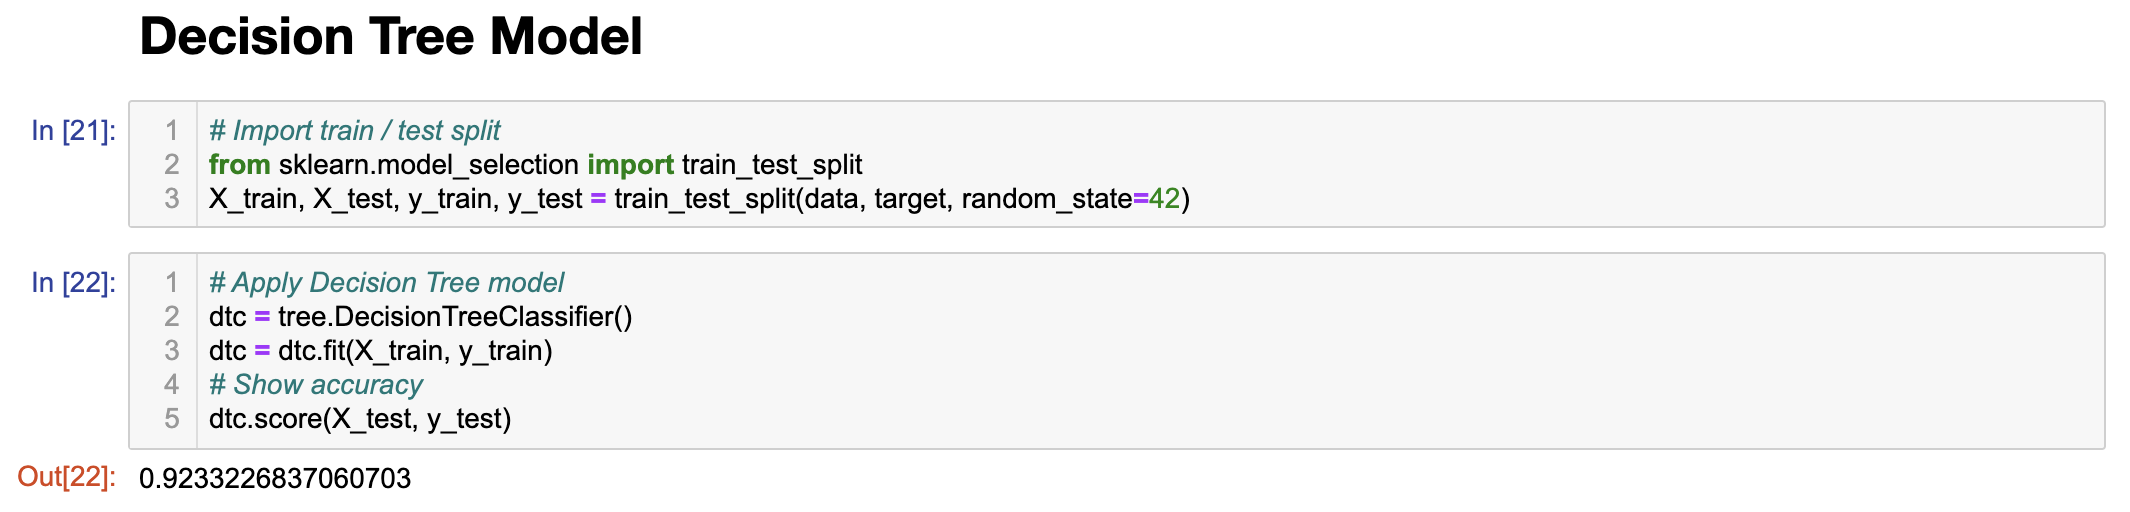 Decision Tree Model
In [21]:
1 # Import train / test split
2 from sklearn.model_selection import train_test_split
3 X_train, X_test, y_train, y_test = train_test_split(data, target, random_state=42)
In [22]:
1 # Apply Decision Tree model
2 dtc = tree.DecisionTreeClassifier()
3 dtc = dtc.fit(X_train, y_train)
4 # Show accuracy
5 dtc.score(X_test, y_test)
Out[22]: 0.9233226837060703